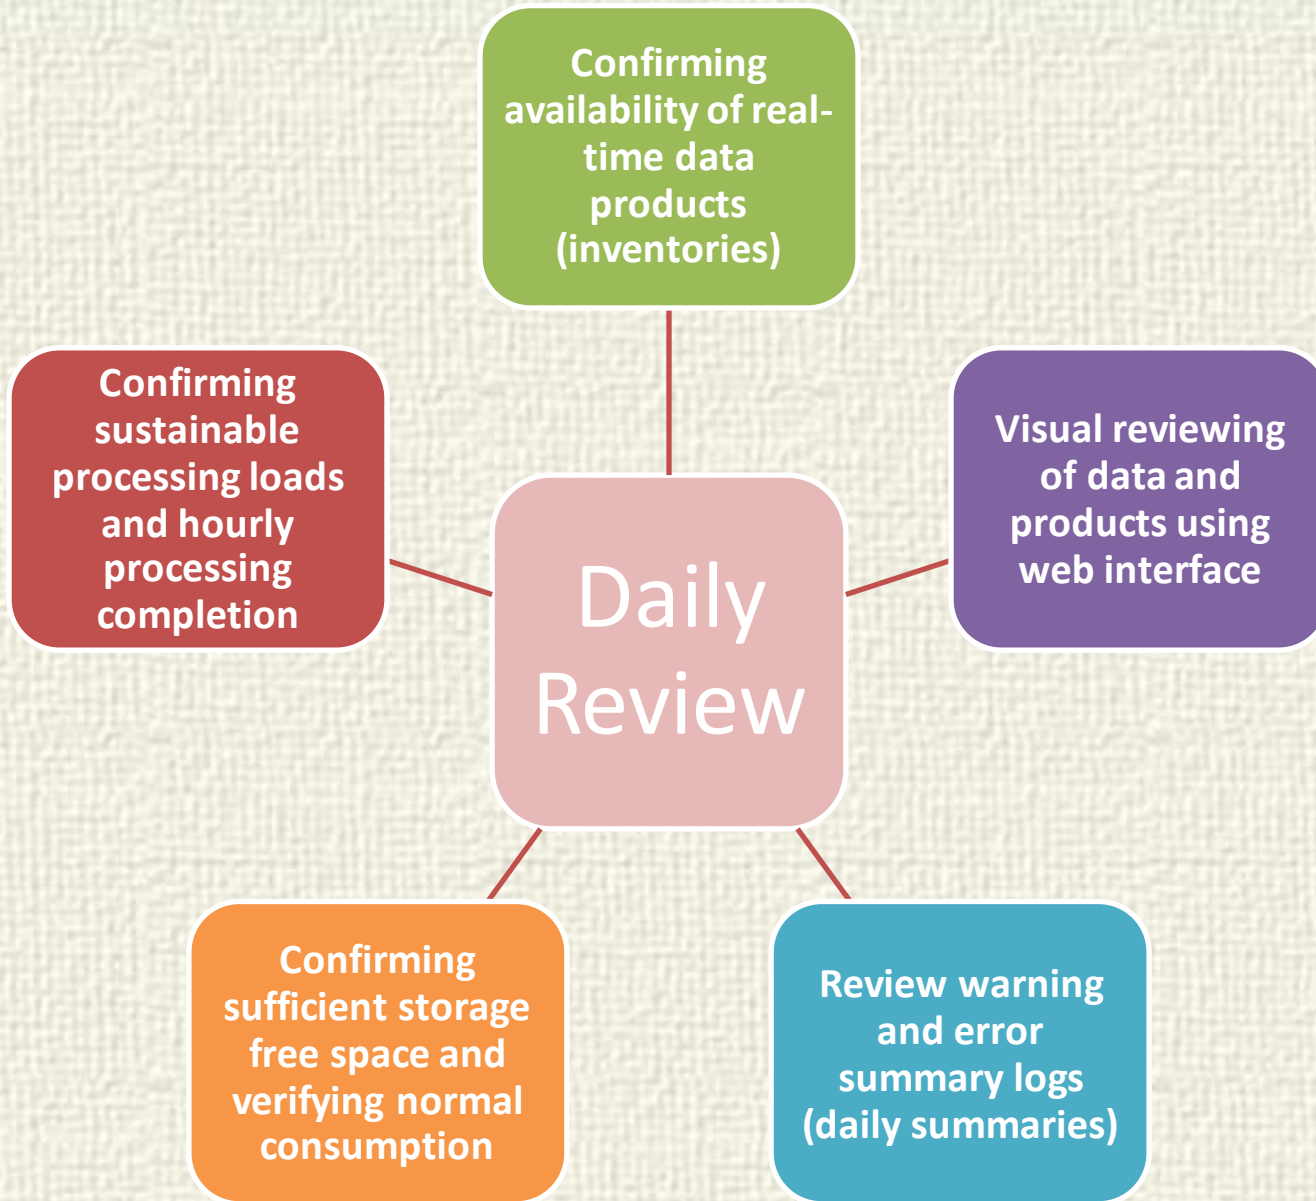 Confirming
availability of real-
time data
products
(inventories)
Confirming
sustainable
processing loads
and hourly
processing
completion
Visual reviewing
of data and
products using
web interface
Daily
Review
Confirming
sufficient storage
free space and
verifying normal
consumption
Review warning
and error
summary logs
(daily summaries)